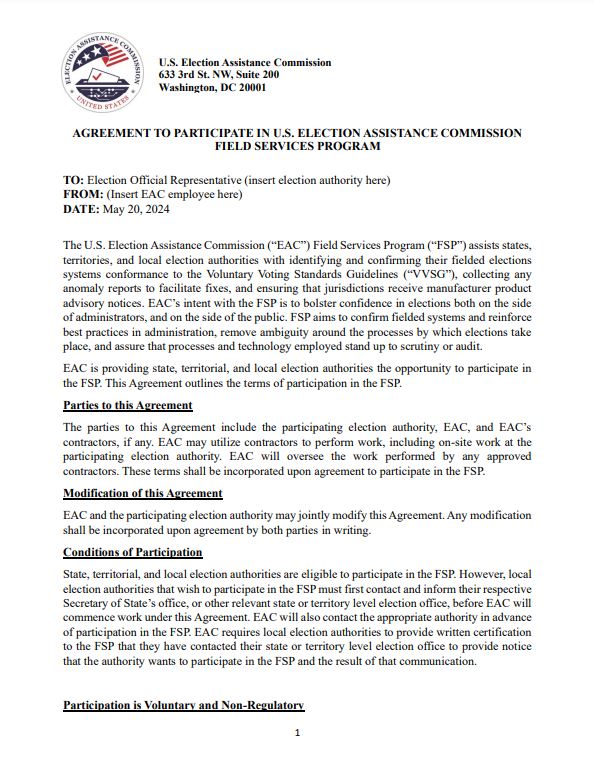 ELECTION ASSISTANCE COMMISSION
UNITED STATES
U.S. Election Assistance Commission
633 3rd St. NW, Suite 200
Washington, DC 20001
AGREEMENT TO PARTICIPATE IN U.S. ELECTION ASSISTANCE COMMISSION
FIELD SERVICES PROGRAM
TO: Election Official Representative (insert election authority here)
FROM: (Insert EAC employee here)
DATE: May 20, 2024
The U.S. Election Assistance Commission (“EAC”) Field Services Program (“FSP”) assists states,
territories, and local election authorities with identifying and confirming their fielded elections
systems conformance to the Voluntary Voting Standards Guidelines (“VVSG”), collecting any
anomaly reports to facilitate fixes, and ensuring that jurisdictions receive manufacturer product
advisory notices. EAC’s intent with the FSP is to bolster confidence in elections both on the side
of administrators, and on the side of the public. FSP aims to confirm fielded systems and reinforce
best practices in administration, remove ambiguity around the processes by which elections take
place, and assure that processes and technology employed stand up to scrutiny or audit.
EAC is providing state, territorial, and local election authorities the opportunity to participate in
the FSP. This Agreement outlines the terms of participation in the FSP.
Parties to this Agreement
The parties to this Agreement include the participating election authority, EAC, and EAC’s
contractors, if any. EAC may utilize contractors to perform work, including on-site work at the
participating election authority. EAC will oversee the work performed by any approved
contractors. These terms shall be incorporated upon agreement to participate in the FSP.
Modification of this Agreement
EAC and the participating election authority may jointly modify this Agreement. Any modification
shall be incorporated upon agreement by both parties in writing.
Conditions of Participation
State, territorial, and local election authorities are eligible to participate in the FSP. However, local
election authorities that wish to participate in the FSP must first contact and inform their respective
Secretary of State’s office, or other relevant state or territory level election office, before EAC will
commence work under this Agreement. EAC will also contact the appropriate authority in advance
of participation in the FSP. EAC requires local election authorities to provide written certification
to the FSP that they have contacted their state or territory level election office to provide notice
that the authority wants to participate in the FSP and the result of that communication.
Participation is Voluntary and Non-Regulatory
1